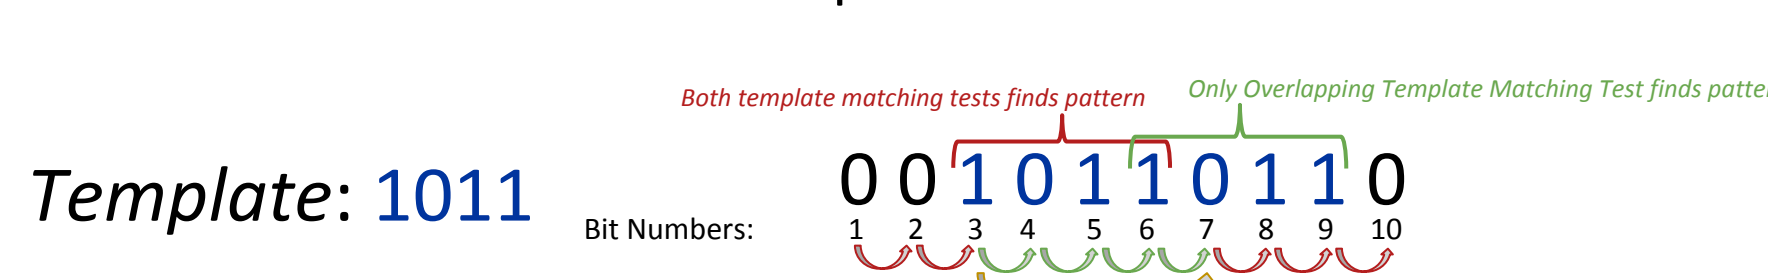 Both template matching tests finds pattern
Only Overlapping Template Matching Test finds
Template: 1011
0 0 1 0 1 1 0 1 1 0
Bit Numbers: 1 2 3 4 5 6 7 8 9 10